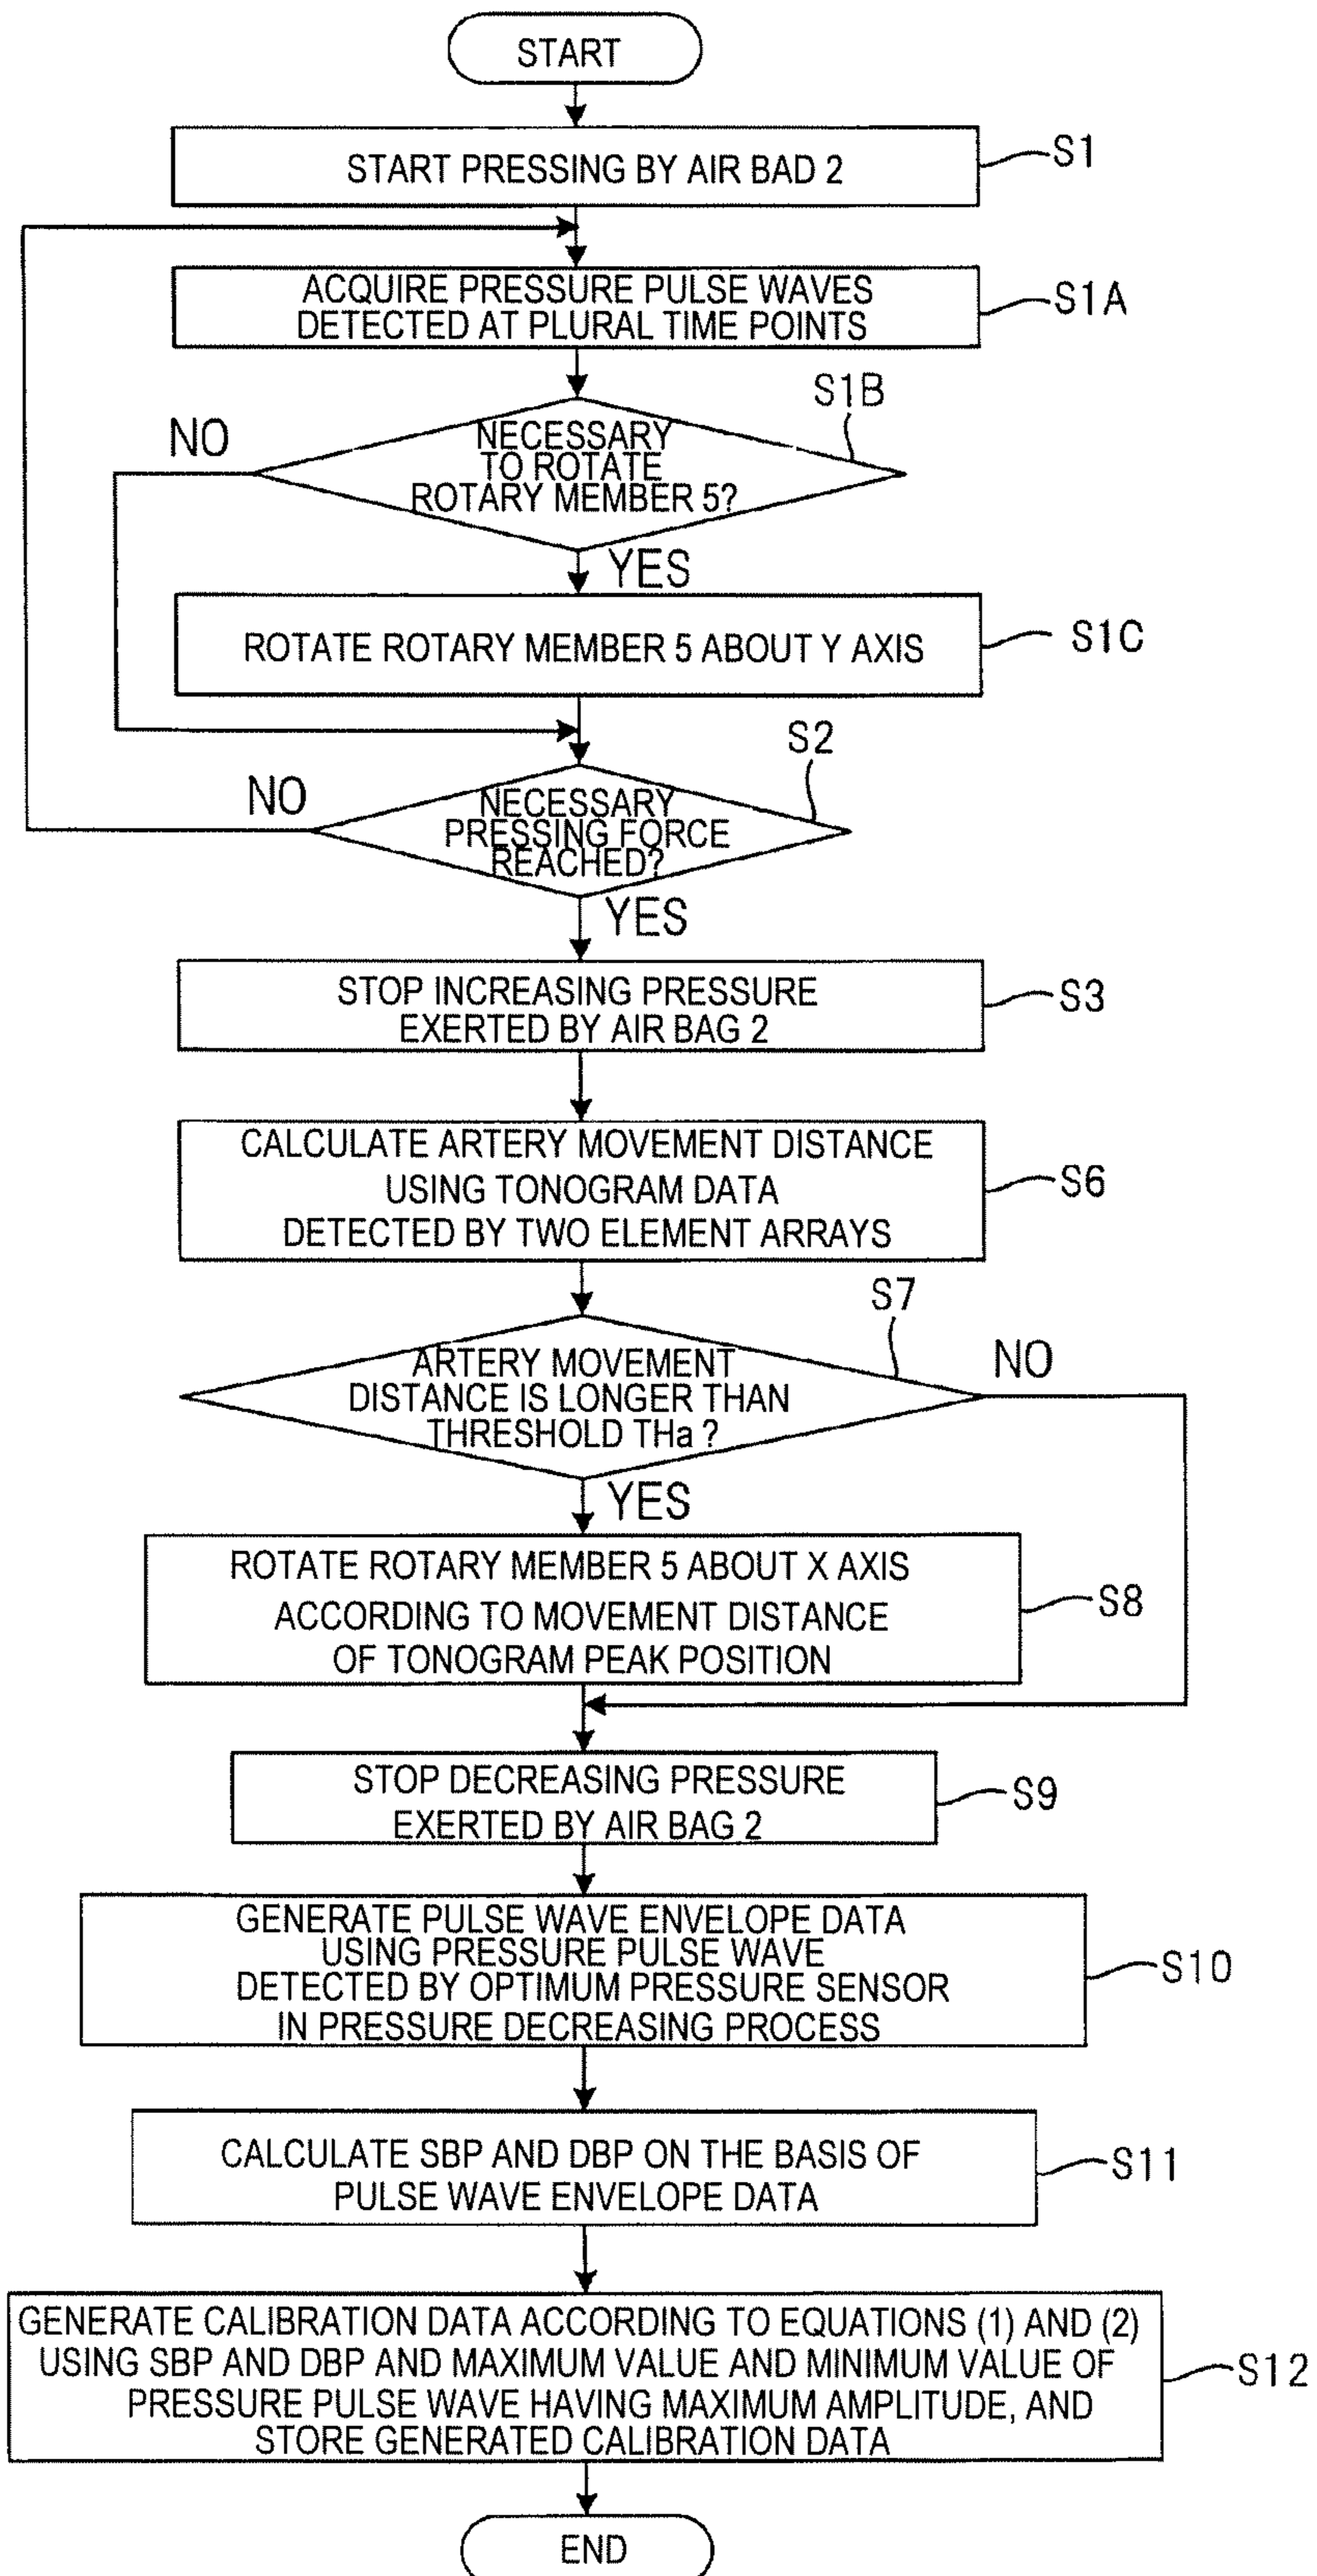 START
START PRESSING BY AIR BAD 2
S1
ACQUIRE PRESSURE PULSE WAVES
DETECTED AT PLURAL TIME POINTS
S1A
S1B
NO
NECESSARY
TO ROTATE
ROTARY MEMBER 5?
YES
ROTATE ROTARY MEMBER 5 ABOUT Y AXIS
S1C
S2
NO
NECESSARY
PRESSING FORCE
REACHED?
YES
STOP INCREASING PRESSURE
EXERTED BY AIR BAG 2
S3
CALCULATE ARTERY MOVEMENT DISTANCE
USING TONOGRAM DATA
DETECTED BY TWO ELEMENT ARRAYS
S6
S7
NO
ARTERY MOVEMENT
DISTANCE IS LONGER THAN
THRESHOLD THa ?
YES
ROTATE ROTARY MEMBER 5 ABOUT X AXIS
ACCORDING TO MOVEMENT DISTANCE
OF TONOGRAM PEAK POSITION
S8
STOP DECREASING PRESSURE
EXERTED BY AIR BAG 2
S9
GENERATE PULSE WAVE ENVELOPE DATA
USING PRESSURE PULSE WAVE
DETECTED BY OPTIMUM PRESSURE SENSOR
IN PRESSURE DECREASING PROCESS
S10
CALCULATE SBP AND DBP ON THE BASIS OF
PULSE WAVE ENVELOPE DATA
S11
GENERATE CALIBRATION DATA ACCORDING TO EQUATIONS (1) AND (2)
USING SBP AND DBP AND MAXIMUM VALUE AND MINIMUM VALUE OF
PRESSURE PULSE WAVE HAVING MAXIMUM AMPLITUDE, AND
STORE GENERATED CALIBRATION DATA
S12
END